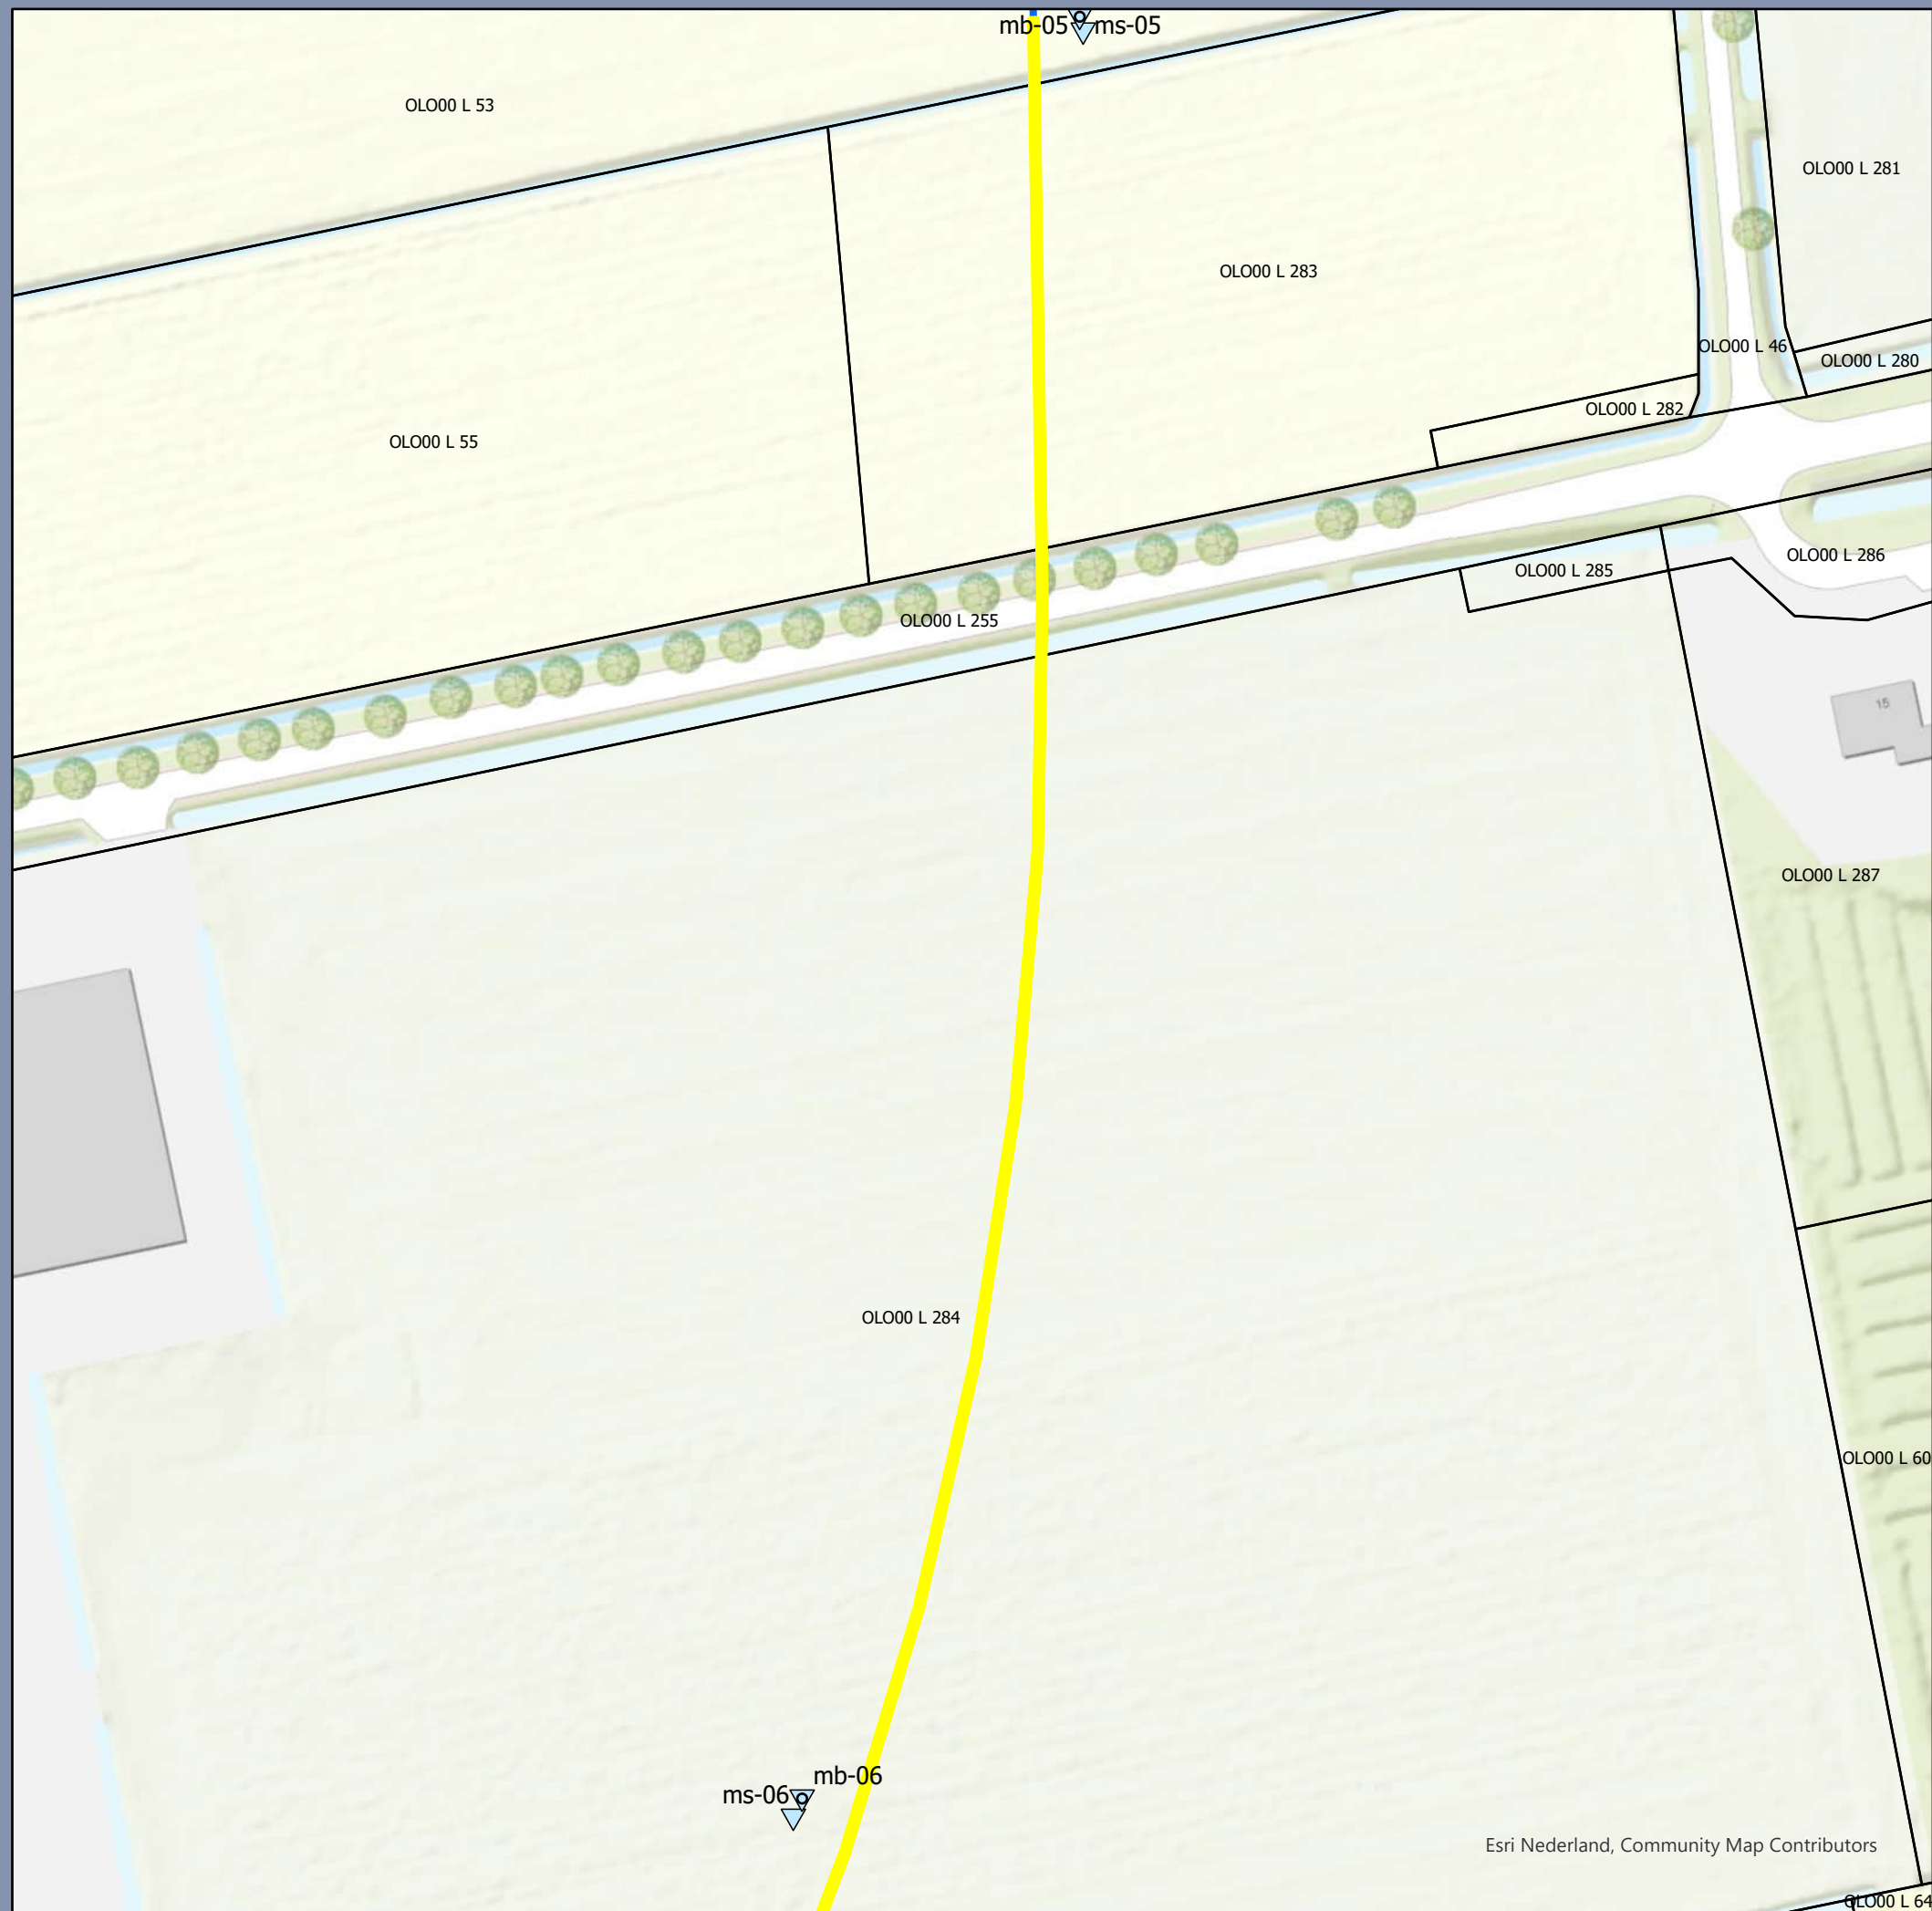 mb-05 ms-05
OLO00 L 53
OLO00 L 281
OLO00 L 283
OLO00 L 46
OLO00 L 280
OLO00 L 282
OLO00 L 55
OLO00 L 286
OLO00 L 285
OLO00 L 255
15
OLO00 L 287
OLO00 L 284
OLO00 L 60
mb-06
ms-06
Esri Nederland, Community Map Contributors
OLO00 L 64